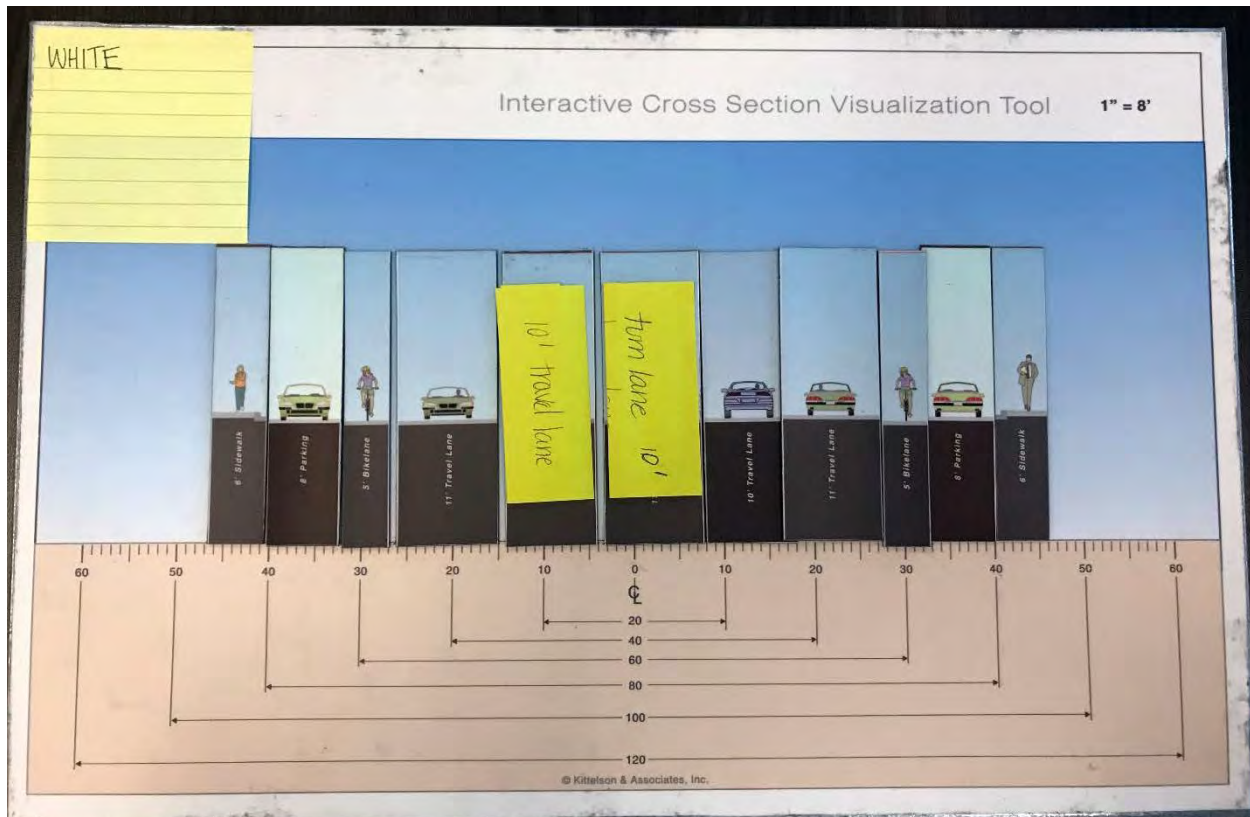 WHITE
Interactive Cross Section Visualization Tool 1" = 8'
6' Sidewalk
8' Parking
5' Bikelane
11' Travel Lane
10' travel lane
turn lane 10'
10' Travel Lane
11' Travel Lane
5' Bikelane
8' Parking
6' Sidewalk
60 50 40 30 20 10 0 10 20 30 40 50 60
CL
20
40
60
80
100
120
© Kittelson & Associates, Inc.